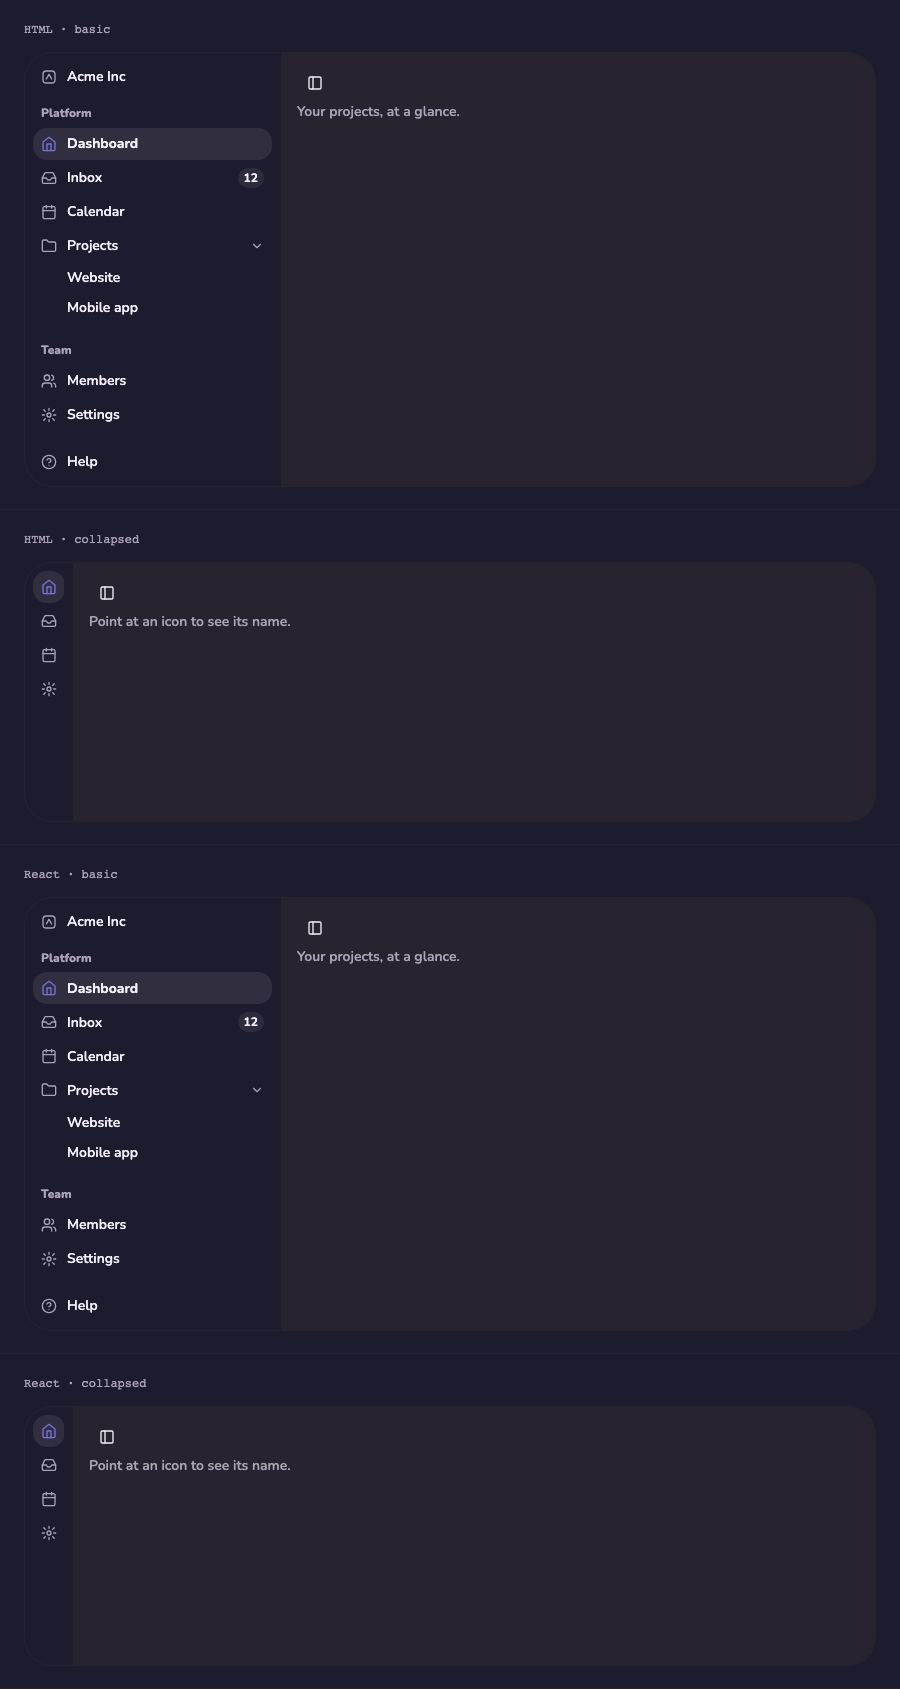 HTML • basic
Acme Inc
Platform
Dashboard
Inbox 12
Calendar
Projects
Website
Mobile app
Team
Members
Settings
Help
Your projects, at a glance.
HTML • collapsed
Point at an icon to see its name.
React • basic
Acme Inc
Platform
Dashboard
Inbox 12
Calendar
Projects
Website
Mobile app
Team
Members
Settings
Help
Your projects, at a glance.
React • collapsed
Point at an icon to see its name.